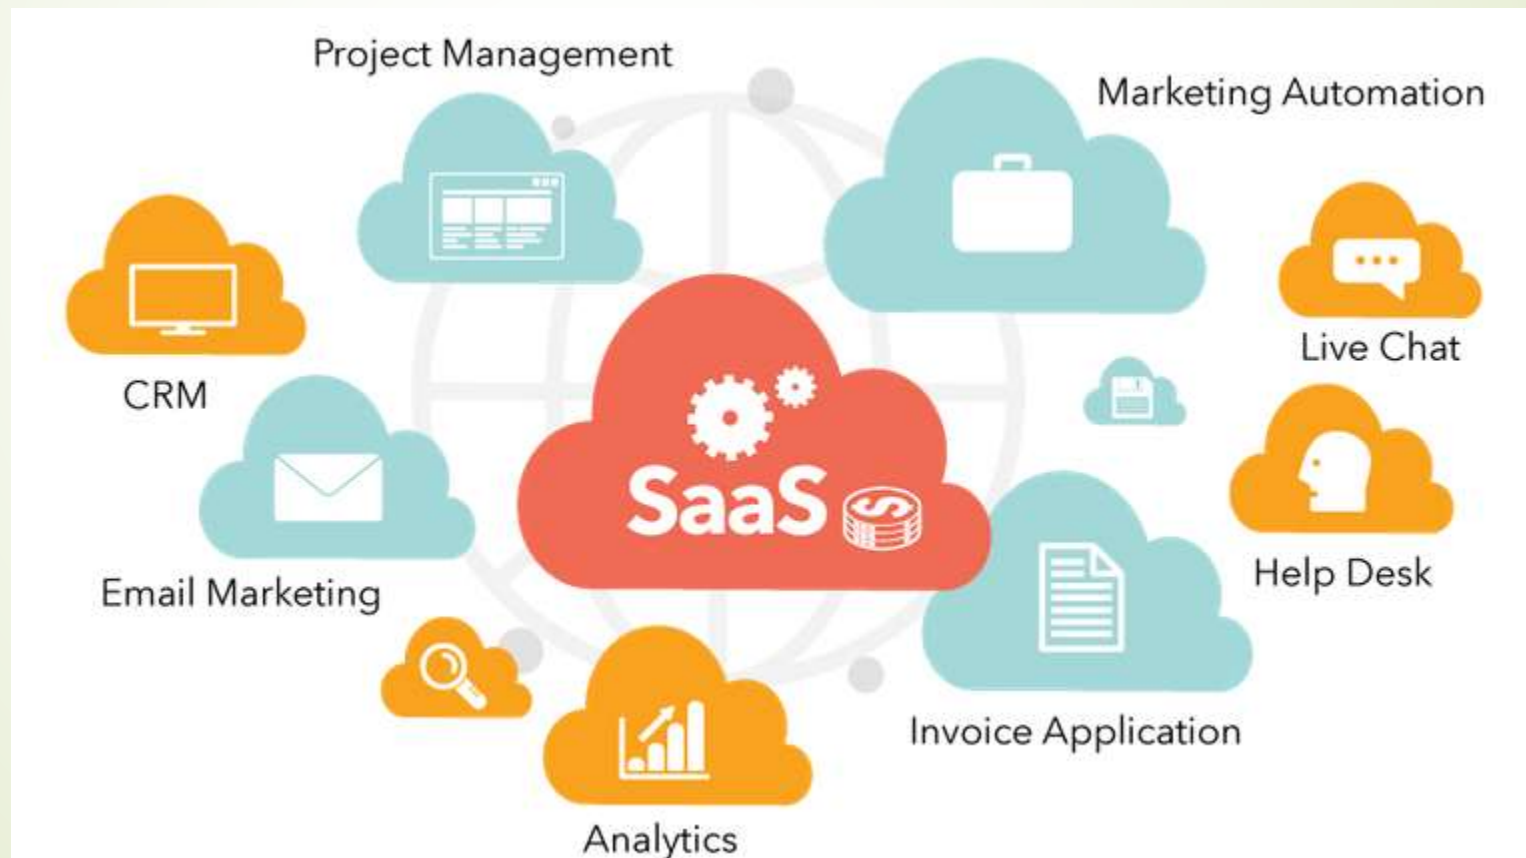 Project Management
Marketing Automation
CRM
Live Chat
SaaS
Email Marketing
Help Desk
Invoice Application
Analytics